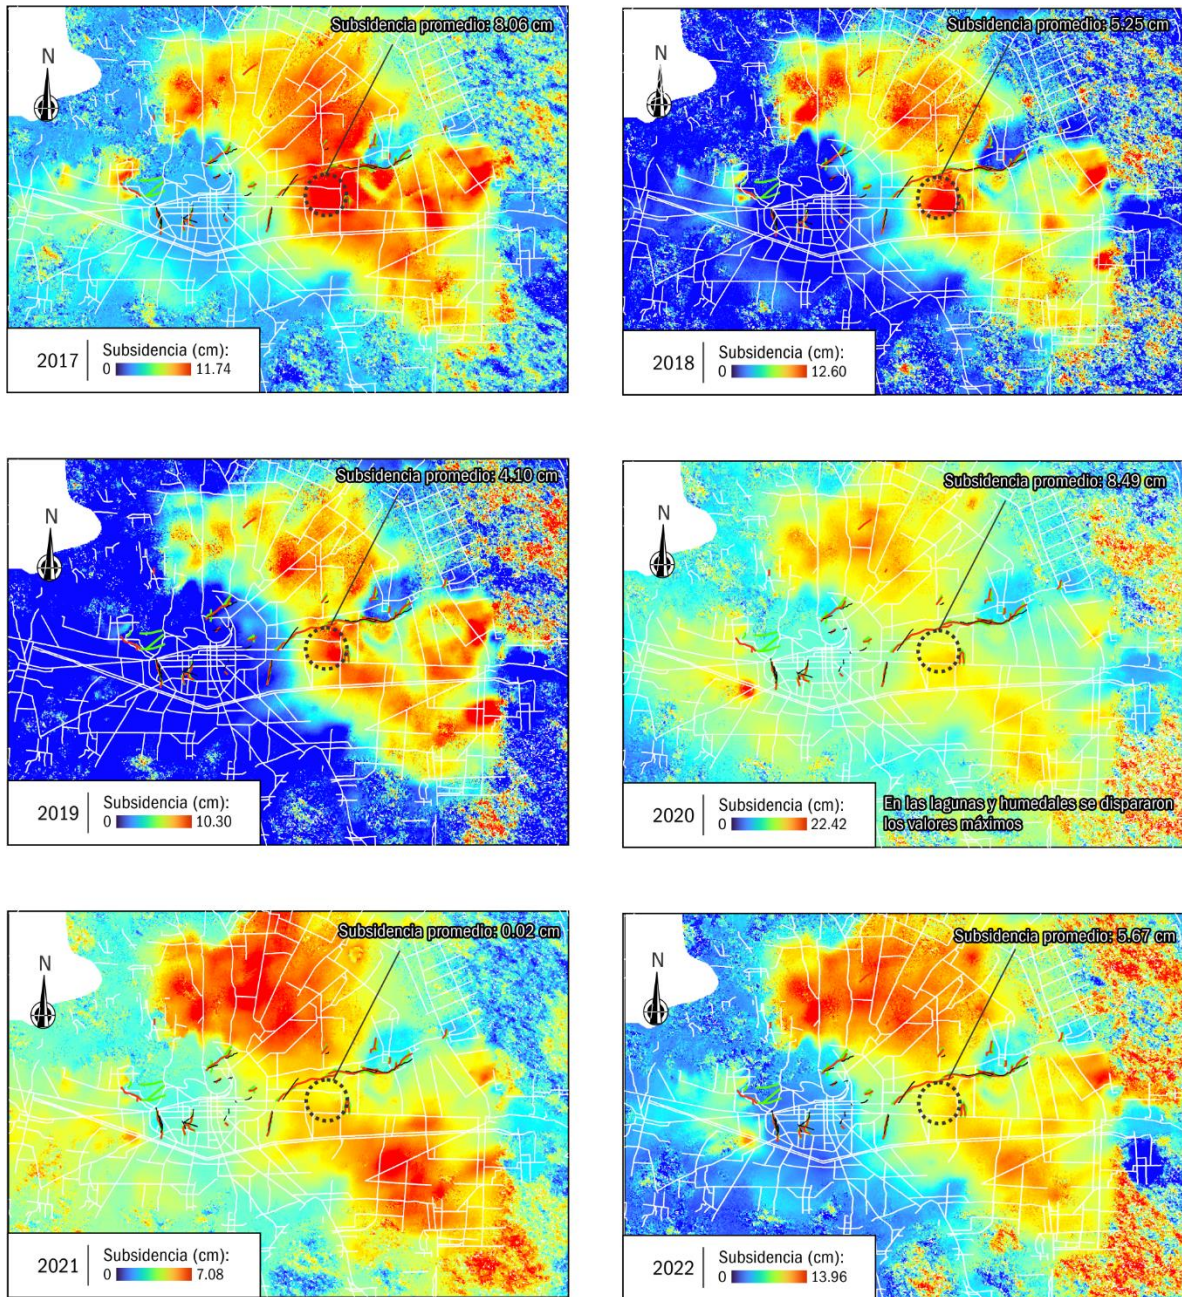 Subsidencia promedio: 8.06 cm
N
2017
Subsidencia (cm):
0 11.74
Subsidencia promedio: 5.25 cm
N
2018
Subsidencia (cm):
0 12.60
Subsidencia promedio: 4.10 cm
N
2019
Subsidencia (cm):
0 10.30
Subsidencia promedio: 8.49 cm
N
2020
Subsidencia (cm):
0 22.42
En las lagunas y humedales se dispararon
los valores máximos
Subsidencia promedio: 0.02 cm
N
2021
Subsidencia (cm):
0 7.08
Subsidencia promedio: 5.67 cm
N
2022
Subsidencia (cm):
0 13.96